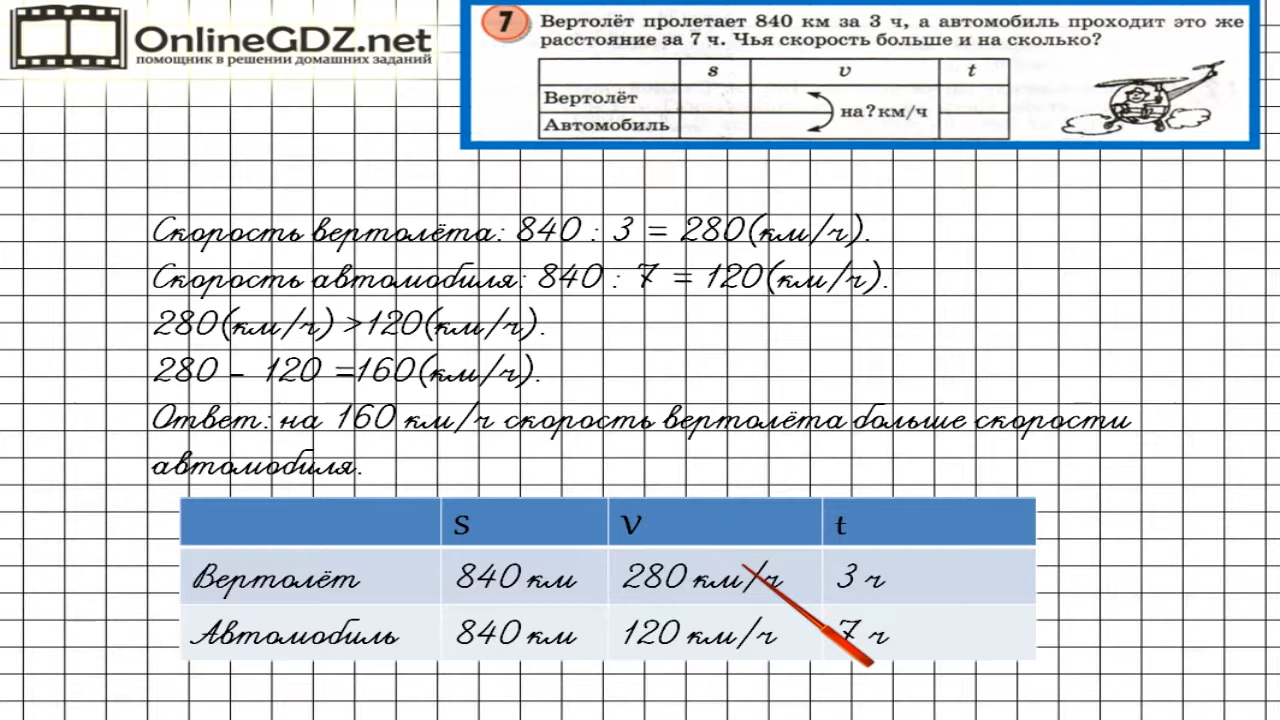 OnlineGDZ.net
помощник в решении домашних заданий
7 Вертолёт пролетает 840 км за 3 ч, а автомобиль проходит это же
расстояние за 7 ч. Чья скорость больше и на сколько?
s v t
Вертолёт
на ? км/ч
Автомобиль
Скорость вертолёта: 840 : 3 = 280(км/ч).
Скорость автомобиля: 840 : 7 = 120(км/ч).
280(км/ч) >120(км/ч).
280 – 120 =160(км/ч).
Ответ: на 160 км/ч скорость вертолёта больше скорости
автомобиля.
S V t
Вертолёт 840 км 280 км/ч 3 ч
Автомобиль 840 км 120 км/ч 7 ч